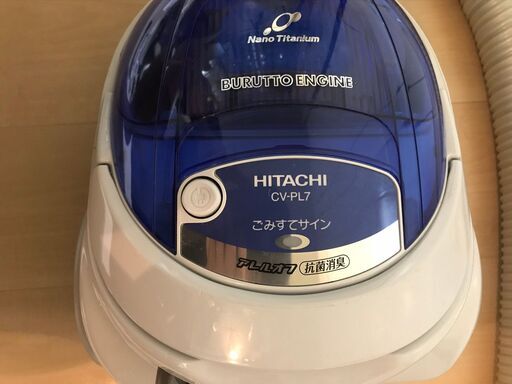 Nano Titanium
BURUTTO ENGINE
HITACHI
CV-PL7
ごみすてサイン
アレルオフ 抗菌消臭